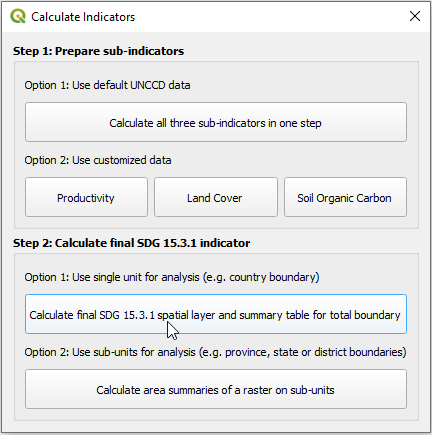 Calculate Indicators
Step 1: Prepare sub-indicators
Option 1: Use default UNCCD data
Calculate all three sub-indicators in one step
Option 2: Use customized data
Productivity
Land Cover
Soil Organic Carbon
Step 2: Calculate final SDG 15.3.1 indicator
Option 1: Use single unit for analysis (e.g. country boundary)
Calculate final SDG 15.3.1 spatial layer and summary table for total boundary
Option 2: Use sub-units for analysis (e.g. province, state or district boundaries)
Calculate area summaries of a raster on sub-units